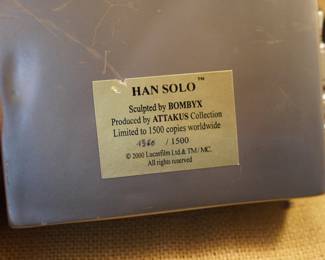 HAN SOLO™
Sculpted by BOMBYX
Produced by ATTAKUS Collection
Limited to 1500 copies worldwide
/ 1500
© 2000 Lucasfilm Ltd.& TM / MC.
All rights reserved